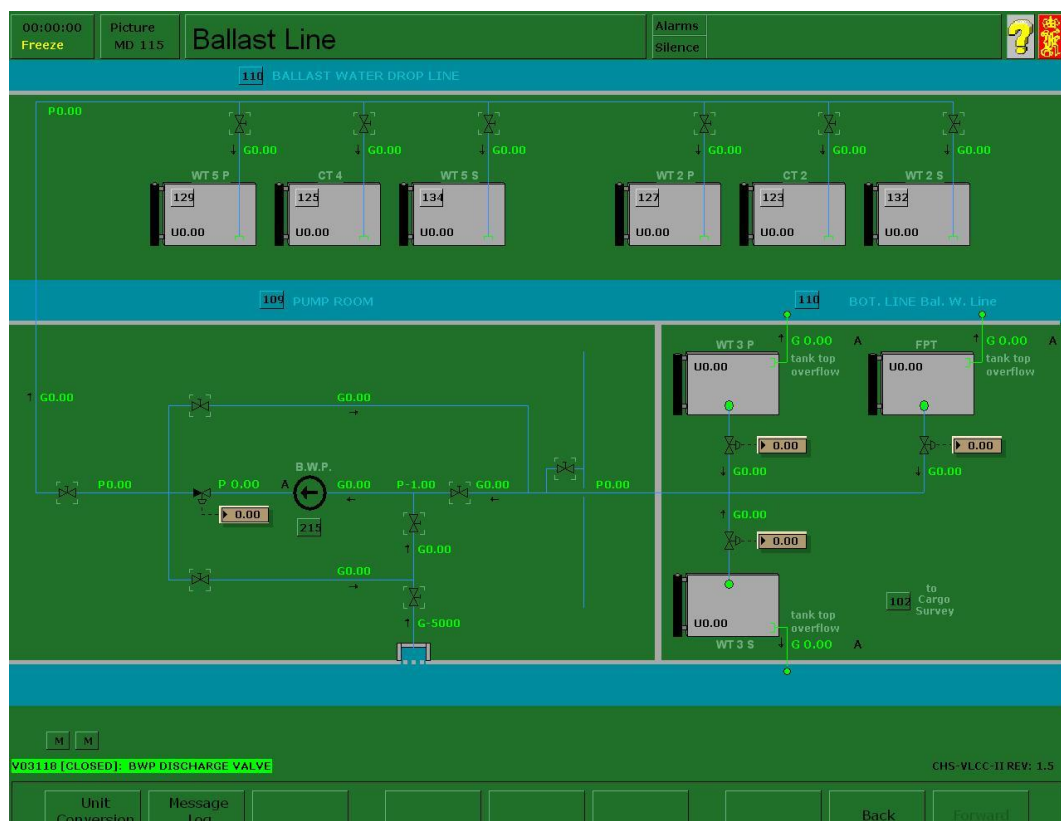 00:00:00
Freeze
Picture
MD 115
Ballast Line
Alarms
Silence
?
110 BALLAST WATER DROP LINE
P0.00
G0.00 G0.00 G0.00 G0.00 G0.00 G0.00
WT 5 P CT 4 WT 5 S WT 2 P CT 2 WT 2 S
129 125 134 127 123 132
U0.00 U0.00 U0.00 U0.00 U0.00 U0.00
109 PUMP ROOM
110 BOT. LINE Bal. W. Line
WT 3 P
G 0.00 A
FPT
G 0.00 A
U0.00
tank top
overflow
U0.00
tank top
overflow
G0.00
G0.00
0.00
0.00
G0.00
G0.00
B.W.P.
P0.00
P 0.00 A
G0.00
P-1.00
G0.00
P0.00
0.00
215
G0.00
0.00
G0.00
G0.00
G-5000
U0.00
WT 3 S
tank top
overflow
G 0.00 A
102
to
Cargo
Survey
M M
V03118 [CLOSED]: BWP DISCHARGE VALVE
CHS-VLCC-II REV: 1.5
Unit
Conversion
Message
Log
Back
Forward